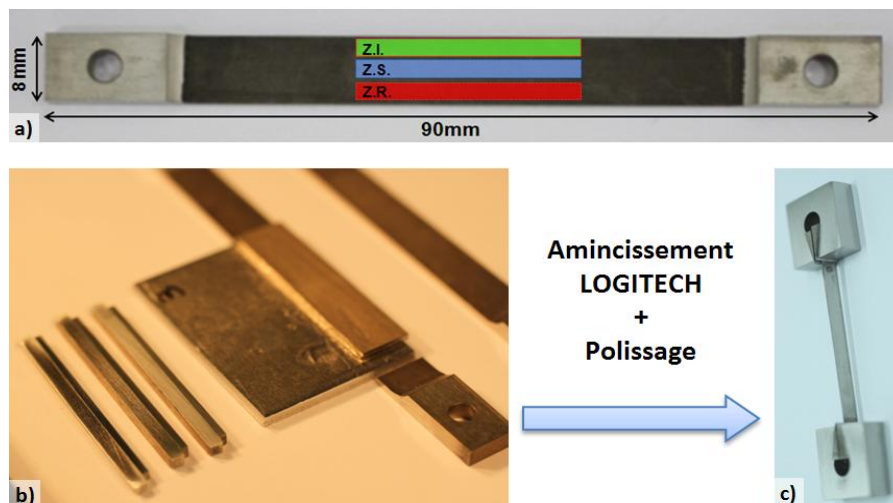 Z.I.
Z.S.
Z.R.
8mm
a)
90mm
Amincissement
LOGITECH
+
Polissage
b)
c)